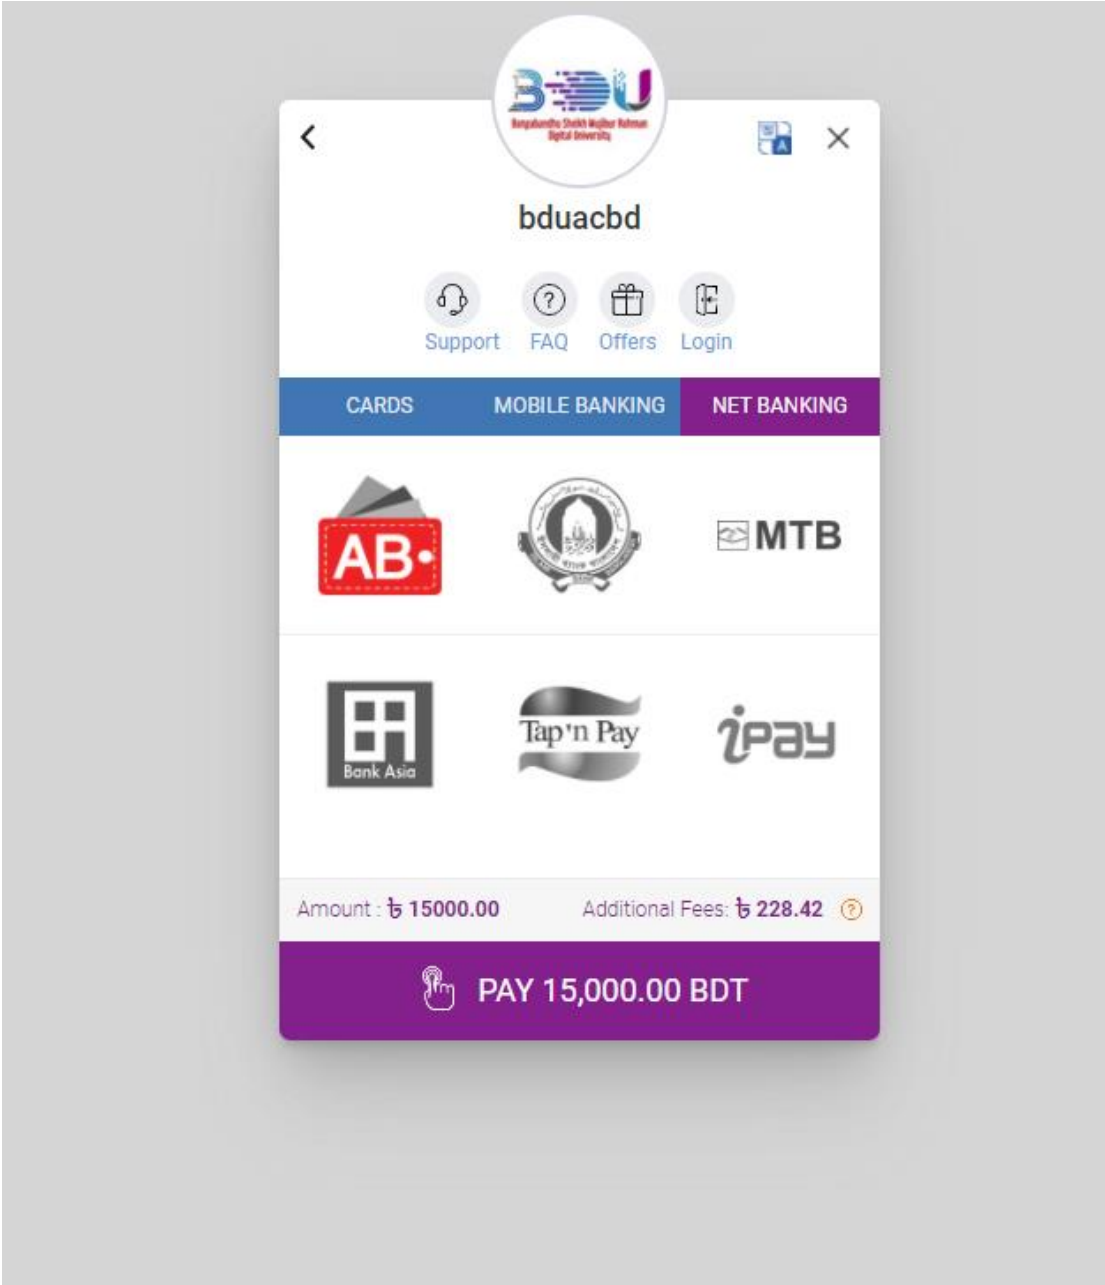 BDU
Bangabandhu Sheikh Mujibur Rahman
Digital University
bduacbd
Support FAQ Offers Login
CARDS MOBILE BANKING NET BANKING
AB
MTB
Bank Asia
Tap'n Pay
ipay
Amount : ৳ 15000.00 Additional Fees: ৳ 228.42 ?
PAY 15,000.00 BDT